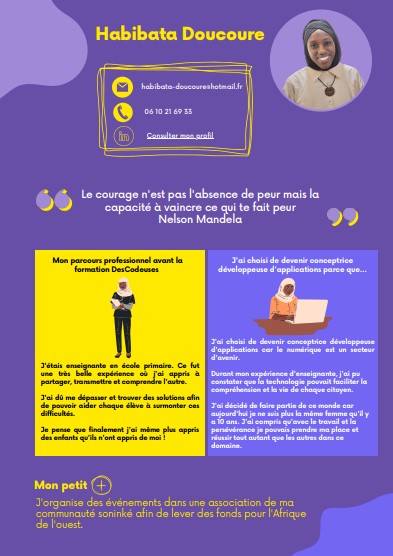 Habibata Doucoure
habibata-doucoure@hotmail.fr
06 10 21 69 33
in
Consulter mon profil
Le courage n'est pas l'absence de peur mais la
capacité à vaincre ce qui te fait peur
Nelson Mandela
Mon parcours professionnel avant la
formation DesCodeuses
J'étais enseignante en école primaire. Ce fut
une très belle expérience où j'ai appris à
partager, transmettre et comprendre l'autre.
J'ai dû me dépasser et trouver des solutions afin
de pouvoir aider chaque élève à surmonter ces
difficultés.
Je pense que finalement j'ai même plus appris
des enfants qu'ils n'ont appris de moi !
J'ai choisi de devenir conceptrice
développeuse d'applications parce que...
J'ai choisi de devenir conceptrice développeuse
d'applications car le numérique est un secteur
d'avenir.
Durant mon expérience d'enseignante, j'ai pu
constater que la technologie pouvait faciliter la
compréhension et la vie de chaque citoyen.
J'ai décidé de faire partie de ce monde car
aujourd'hui je ne suis plus la même femme qu'il y
a 10 ans. J'ai compris qu'avec le travail et la
persévérance je pouvais prendre ma place et
réussir tout autant que les autres dans ce
domaine.
Mon petit +
J'organise des événements dans une association de ma
communauté soninké afin de lever des fonds pour l'Afrique
de l'ouest.